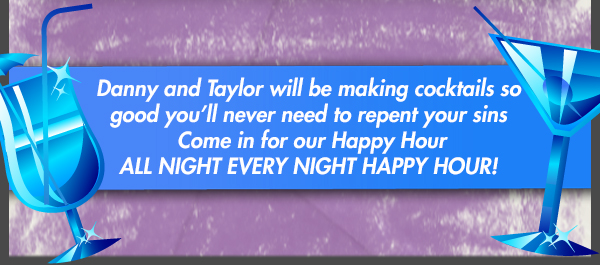 Danny and Taylor will be making cocktails so
good you'll never need to repent your sins
Come in for our Happy Hour
ALL NIGHT EVERY NIGHT HAPPY HOUR!